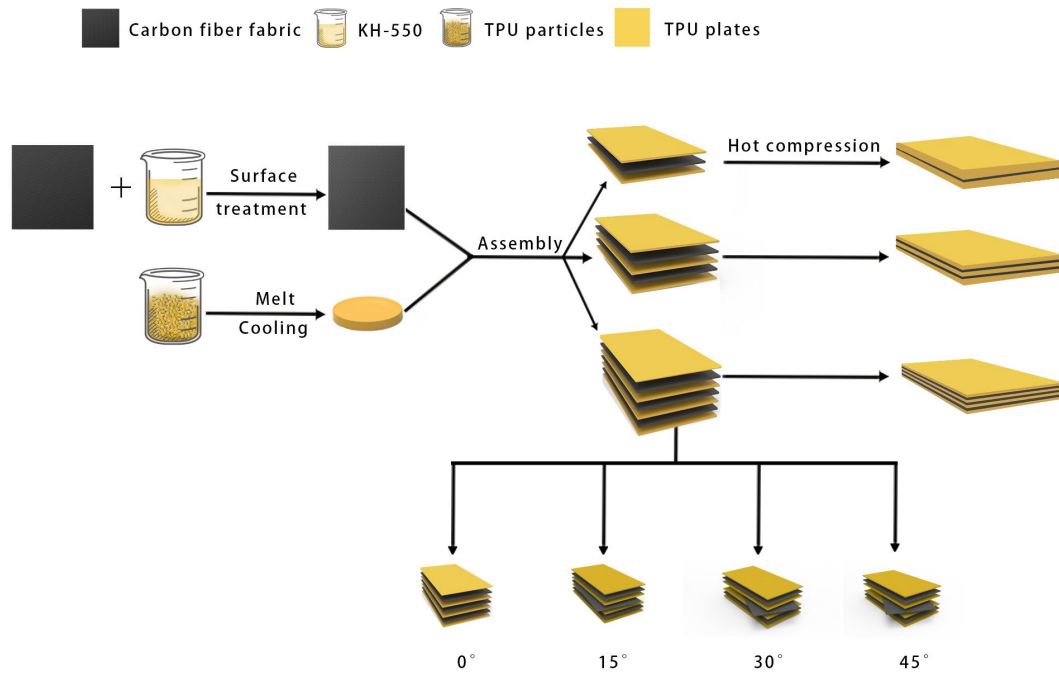 Carbon fiber fabric KH-550 TPU particles TPU plates
Surface
treatment
Melt
Cooling
Assembly
Hot compression
0° 15° 30° 45°